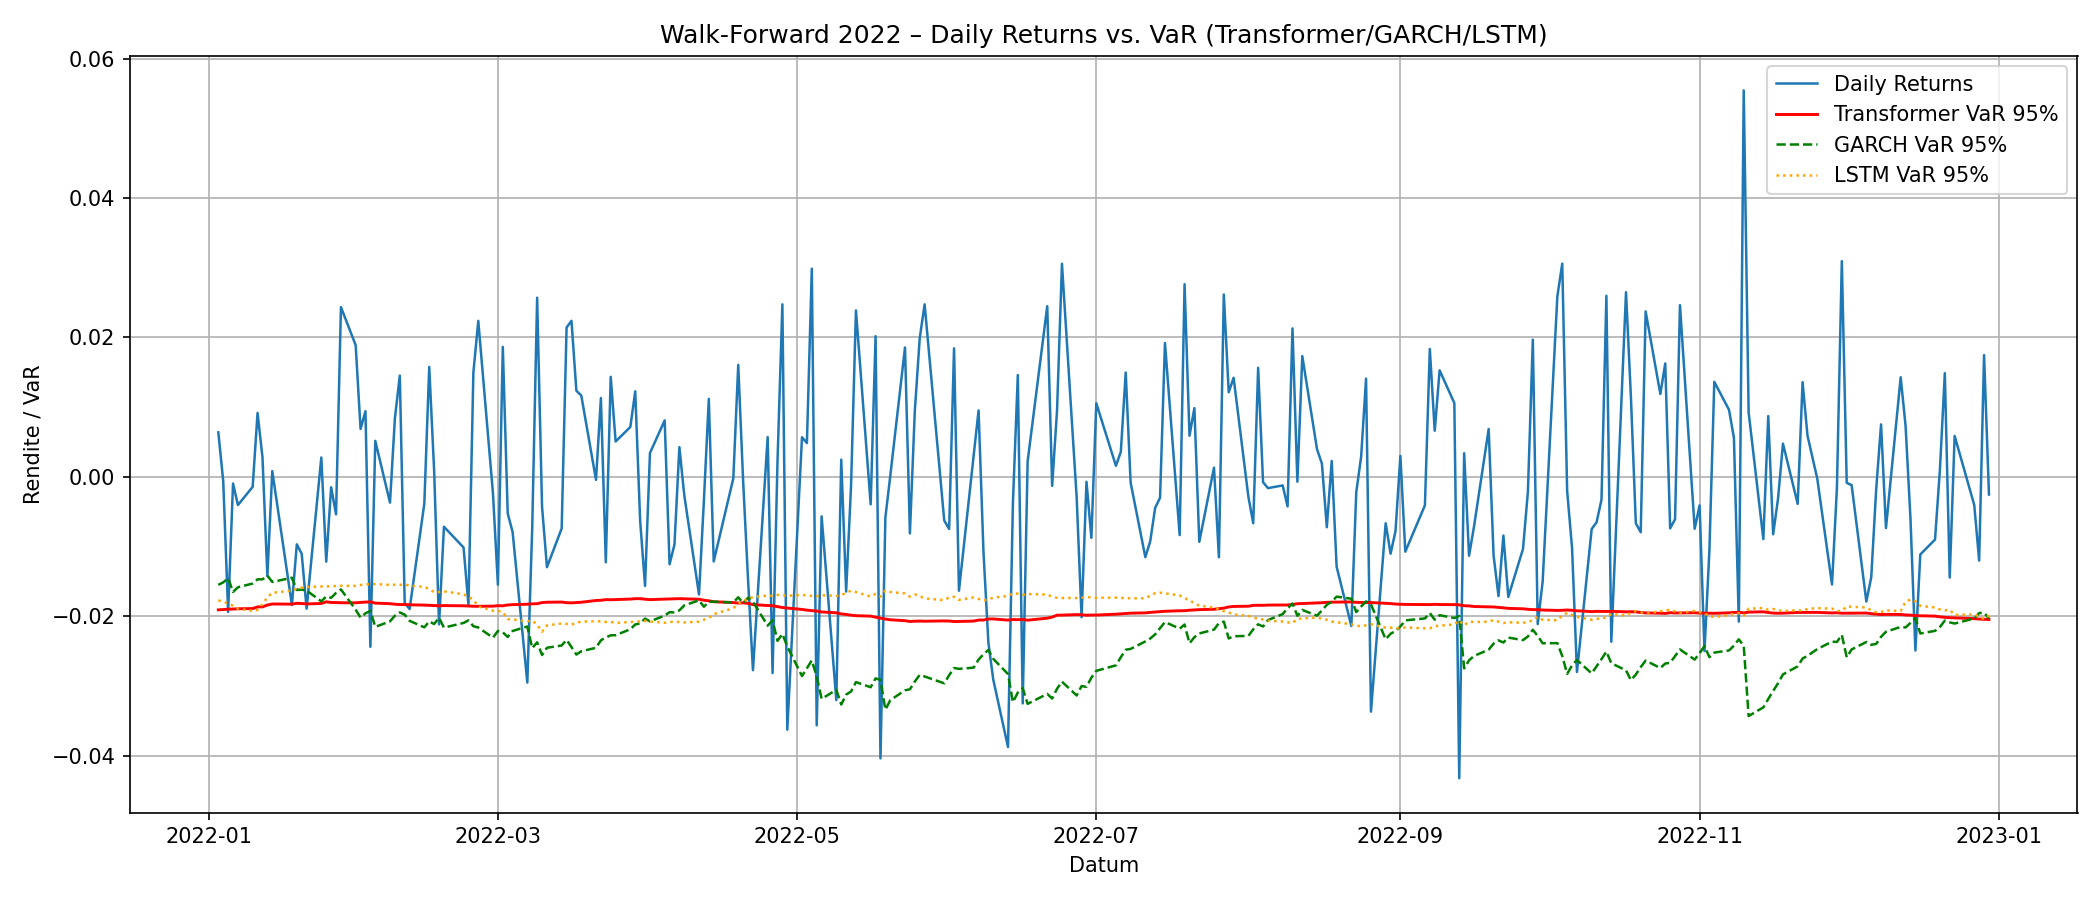 Walk-Forward 2022 – Daily Returns vs. VaR (Transformer/GARCH/LSTM)
Daily Returns
Transformer VaR 95%
GARCH VaR 95%
LSTM VaR 95%
Rendite / VaR
0.06
0.04
0.02
0.00
−0.02
−0.04
2022-01
2022-03
2022-05
2022-07
2022-09
2022-11
2023-01
Datum